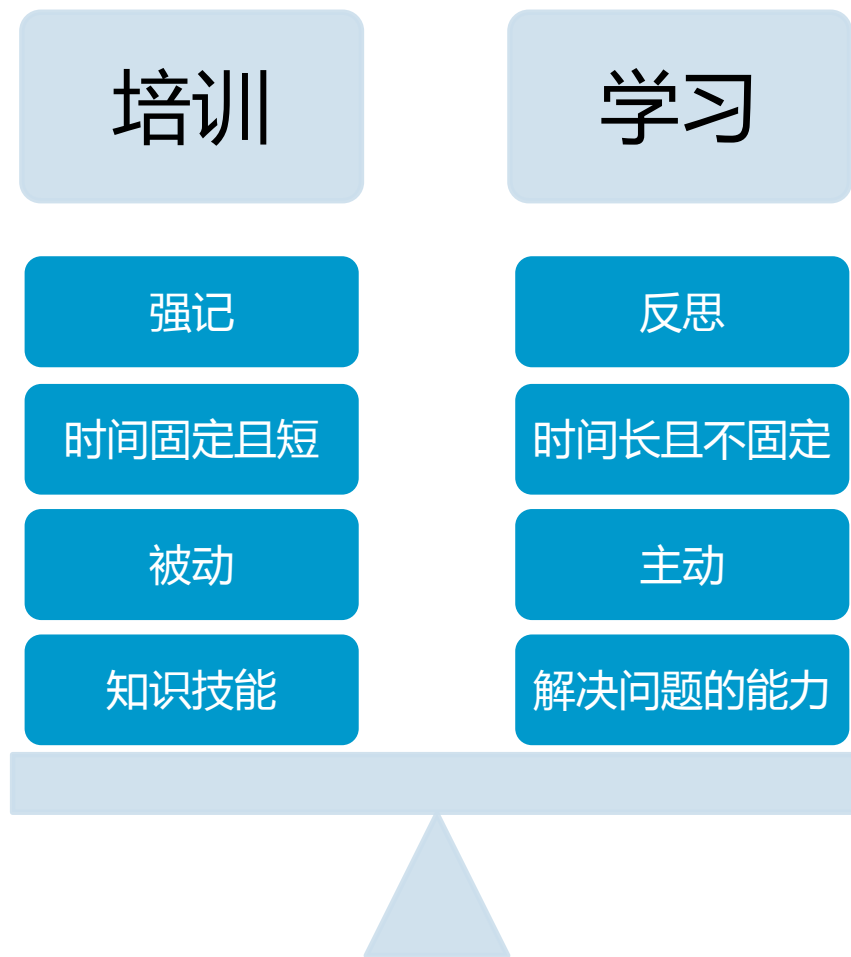 培训
学习
强记
反思
时间固定且短
时间长且不固定
被动
主动
知识技能
解决问题的能力